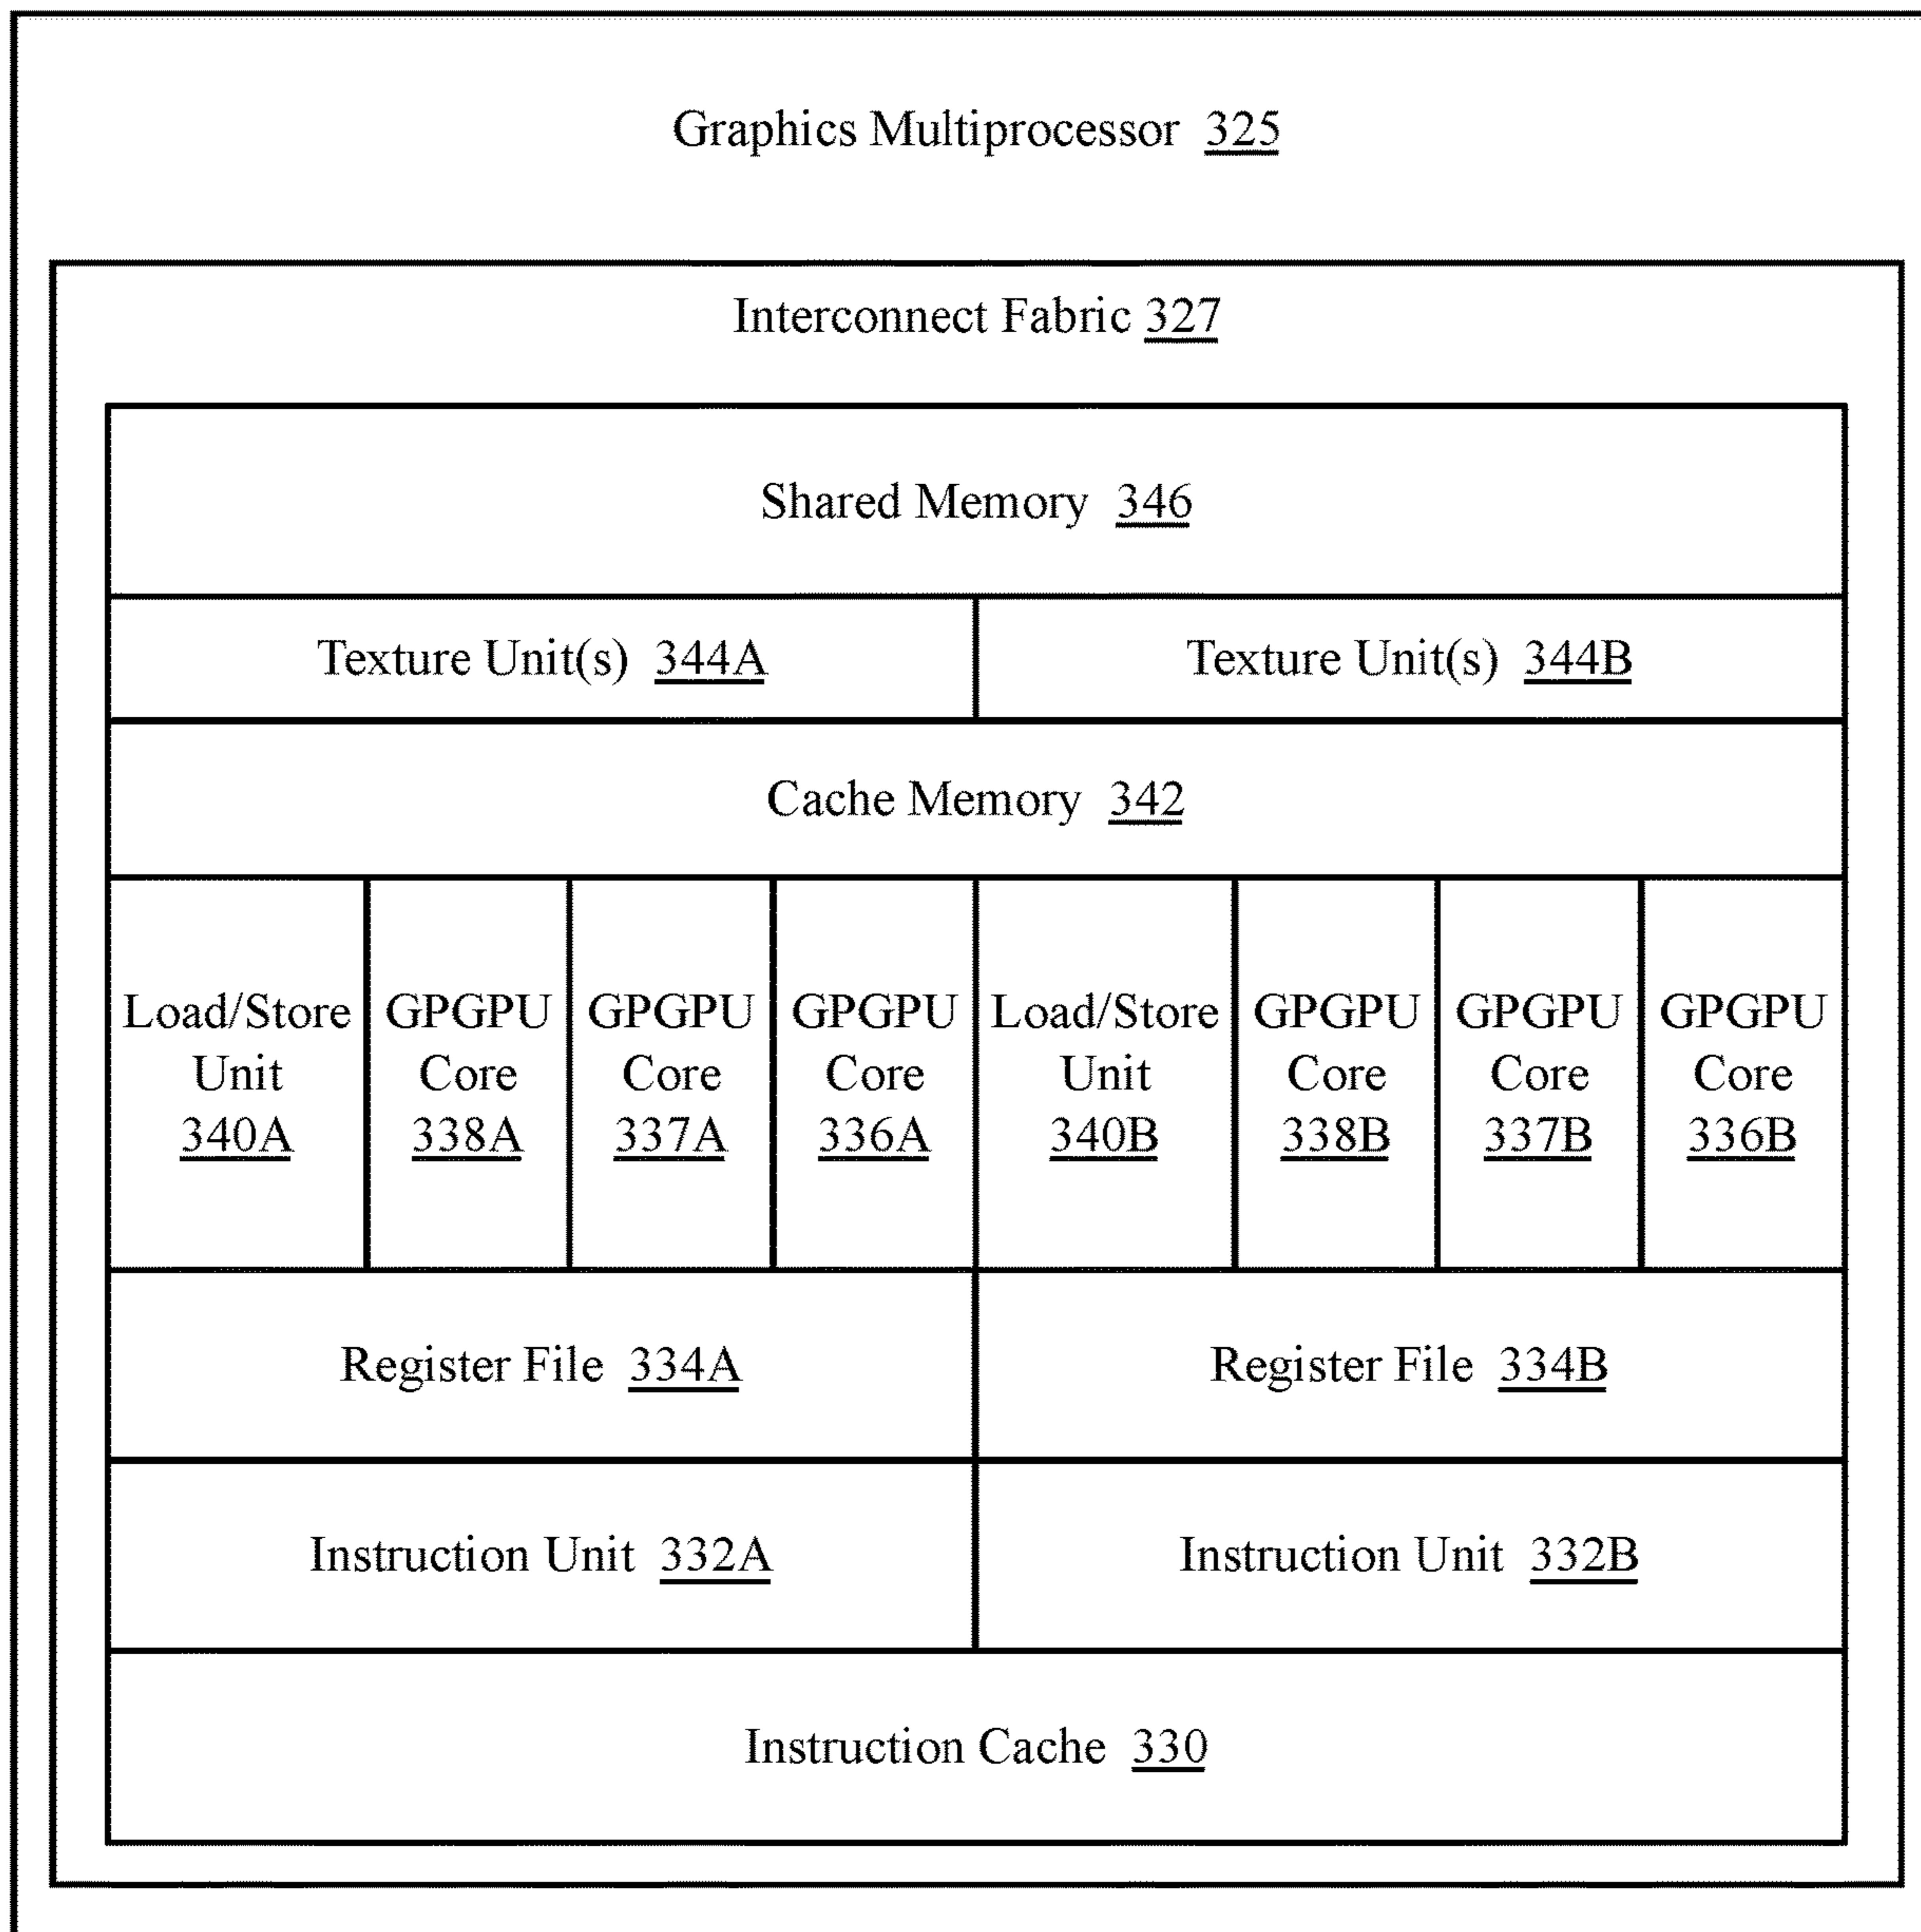 Graphics Multiprocessor 325
Interconnect Fabric 327
Shared Memory 346
Texture Unit(s) 344A
Texture Unit(s) 344B
Cache Memory 342
Load/Store
Unit
340A
GPGPU
Core
338A
GPGPU
Core
337A
GPGPU
Core
336A
Load/Store
Unit
340B
GPGPU
Core
338B
GPGPU
Core
337B
GPGPU
Core
336B
Register File 334A
Register File 334B
Instruction Unit 332A
Instruction Unit 332B
Instruction Cache 330